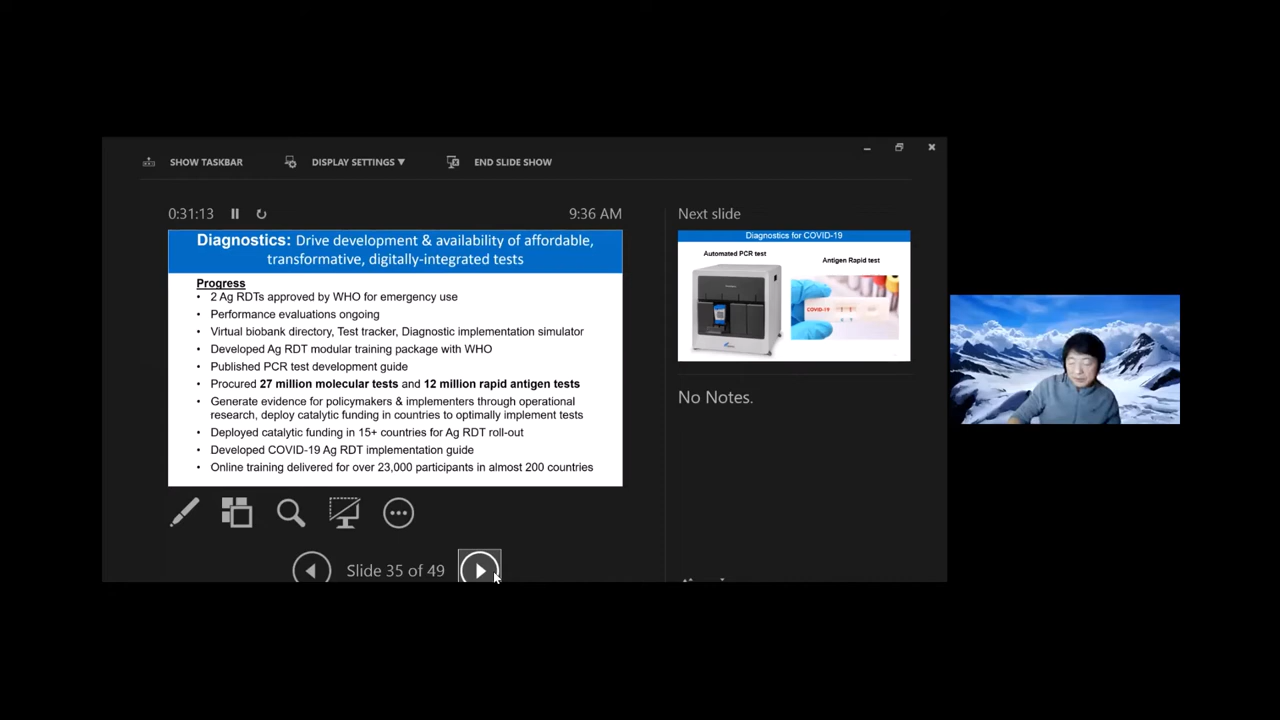 SHOW TASKBAR
DISPLAY SETTINGS ▼
END SLIDE SHOW
0:31:13
9:36 AM
Diagnostics: Drive development & availability of affordable,
transformative, digitally-integrated tests
Progress
• 2 Ag RDTs approved by WHO for emergency use
• Performance evaluations ongoing
• Virtual biobank directory, Test tracker, Diagnostic implementation simulator
• Developed Ag RDT modular training package with WHO
• Published PCR test development guide
• Procured 27 million molecular tests and 12 million rapid antigen tests
• Generate evidence for policymakers & implementers through operational
research, deploy catalytic funding in countries to optimally implement tests
• Deployed catalytic funding in 15+ countries for Ag RDT roll-out
• Developed COVID-19 Ag RDT implementation guide
• Online training delivered for over 23,000 participants in almost 200 countries
Slide 35 of 49
Next slide
Diagnostics for COVID-19
Automated PCR test
Antigen Rapid test
COVID-19
No Notes.